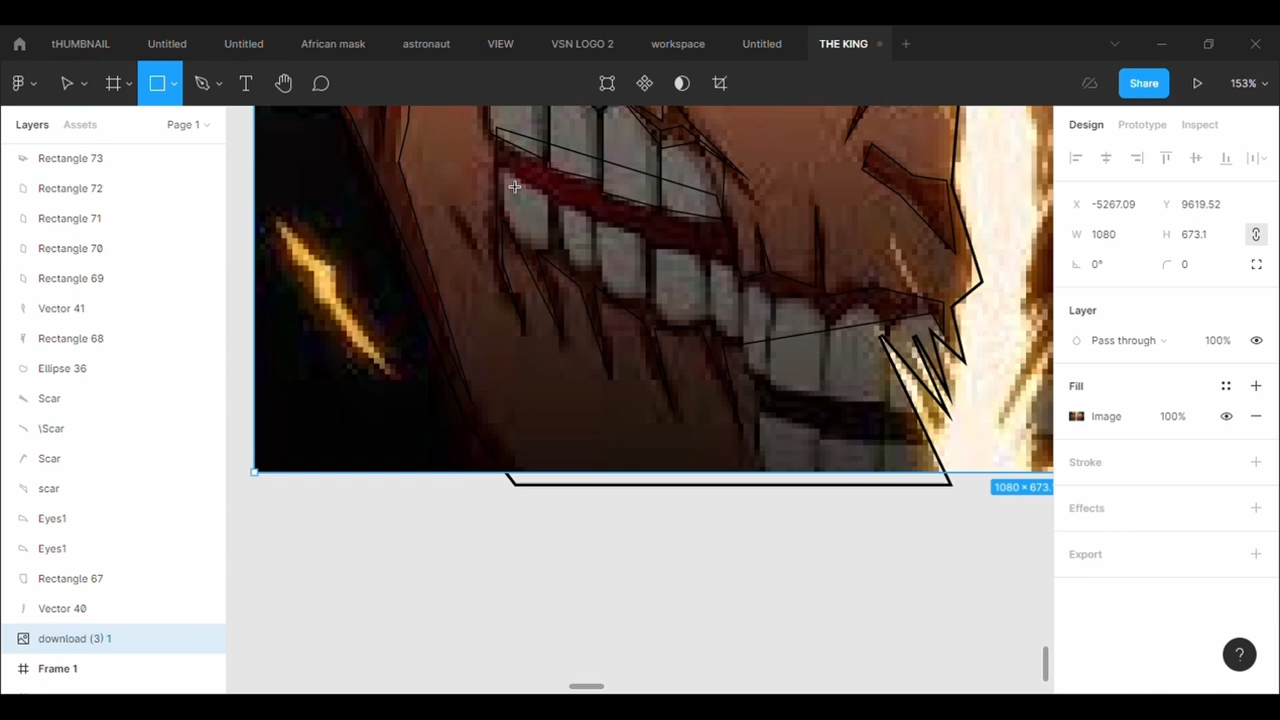 tHUMBNAIL Untitled Untitled African mask astronaut VIEW VSN LOGO 2 workspace Untitled THE KING
T Share 153%
Layers Assets Page 1 Design Prototype Inspect
Rectangle 73
Rectangle 72
Rectangle 71
Rectangle 70
Rectangle 69
Vector 41
Rectangle 68
Ellipse 36
Scar
\Scar
Scar
scar
Eyes1
Eyes1
Rectangle 67
Vector 40
download (3) 1
Frame 1
1080 × 673.
X -5267.09 Y 9619.52
W 1080 H 673.1
0° 0
Layer
Pass through 100%
Fill
Image 100%
Stroke
Effects
Export
?